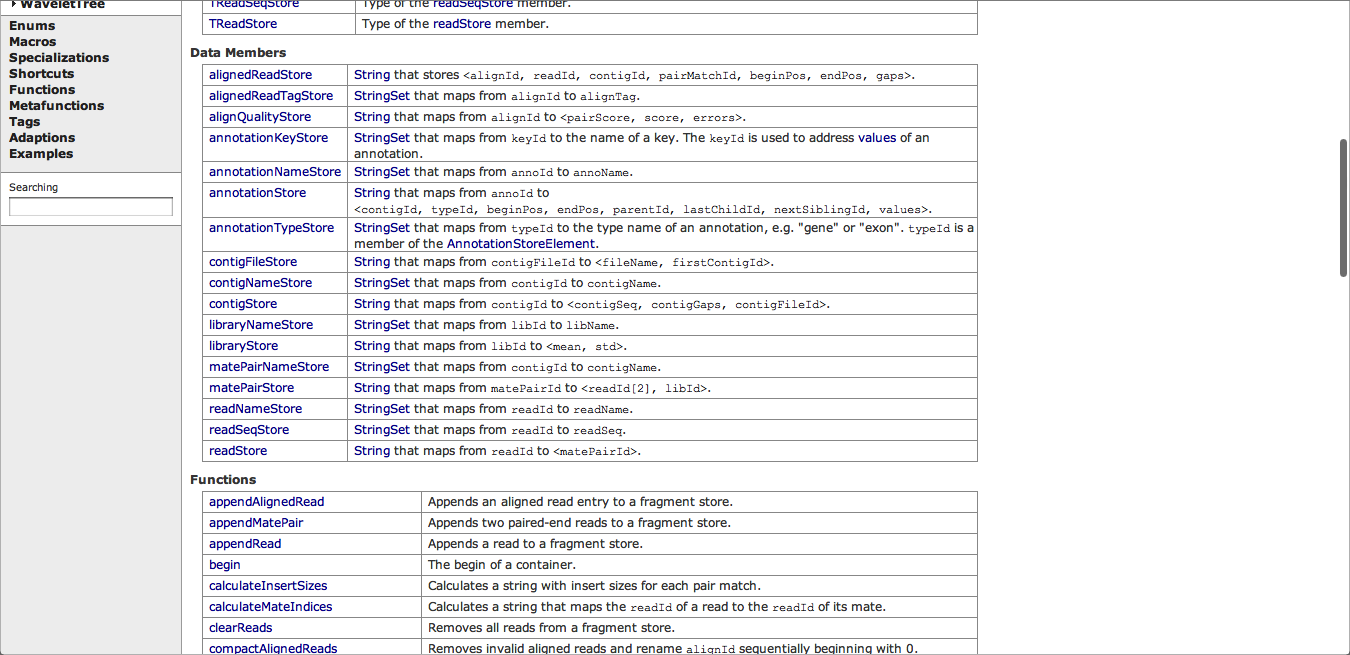 WaveletTree
Enums
Macros
Specializations
Shortcuts
Functions
Metafunctions
Tags
Adaptions
Examples
Searching
TReadSeqStore Type of the readSeqStore member.
TReadStore Type of the readStore member.
Data Members
alignedReadStore String that stores <alignId, readId, contigId, pairMatchId, beginPos, endPos, gaps>.
alignedReadTagStore StringSet that maps from alignId to alignTag.
alignQualityStore String that maps from alignId to <pairScore, score, errors>.
annotationKeyStore StringSet that maps from keyId to the name of a key. The keyId is used to address values of an
annotation.
annotationNameStore StringSet that maps from annoId to annoName.
annotationStore String that maps from annoId to
<contigId, typeId, beginPos, endPos, parentId, lastChildId, nextSiblingId, values>.
annotationTypeStore StringSet that maps from typeId to the type name of an annotation, e.g. "gene" or "exon". typeId is a
member of the AnnotationStoreElement.
contigFileStore String that maps from contigFileId to <fileName, firstContigId>.
contigNameStore StringSet that maps from contigId to contigName.
contigStore String that maps from contigId to <contigSeq, contigGaps, contigFileId>.
libraryNameStore StringSet that maps from libId to libName.
libraryStore String that maps from libId to <mean, std>.
matePairNameStore StringSet that maps from contigId to contigName.
matePairStore String that maps from matePairId to <readId[2], libId>.
readNameStore StringSet that maps from readId to readName.
readSeqStore StringSet that maps from readId to readSeq.
readStore String that maps from readId to <matePairId>.
Functions
appendAlignedRead Appends an aligned read entry to a fragment store.
appendMatePair Appends two paired-end reads to a fragment store.
appendRead Appends a read to a fragment store.
begin The begin of a container.
calculateInsertSizes Calculates a string with insert sizes for each pair match.
calculateMateIndices Calculates a string that maps the readId of a read to the readId of its mate.
clearReads Removes all reads from a fragment store.
compactAlignedReads Removes invalid aligned reads and rename alignId sequentially beginning with 0.